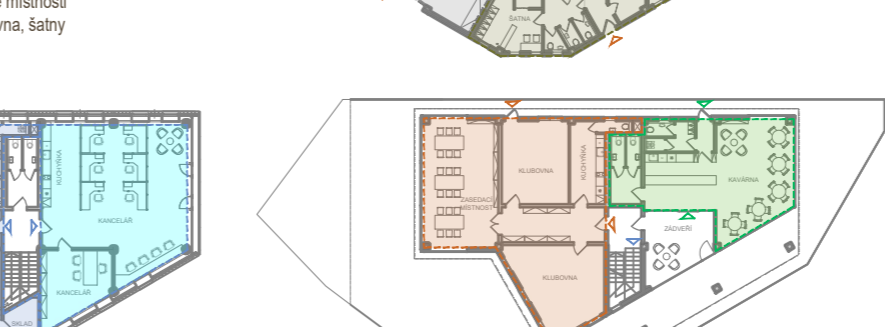 místnosti
vna, šatny
ŠATNA
KUCHYŇKA
KANCELÁŘ
KANCELÁŘ
SKLAD
ZASEDACÍ
MÍSTNOST
KLUBOVNA
KUCHYŇKA
KLUBOVNA
KAVÁRNA
ZÁDVEŘÍ